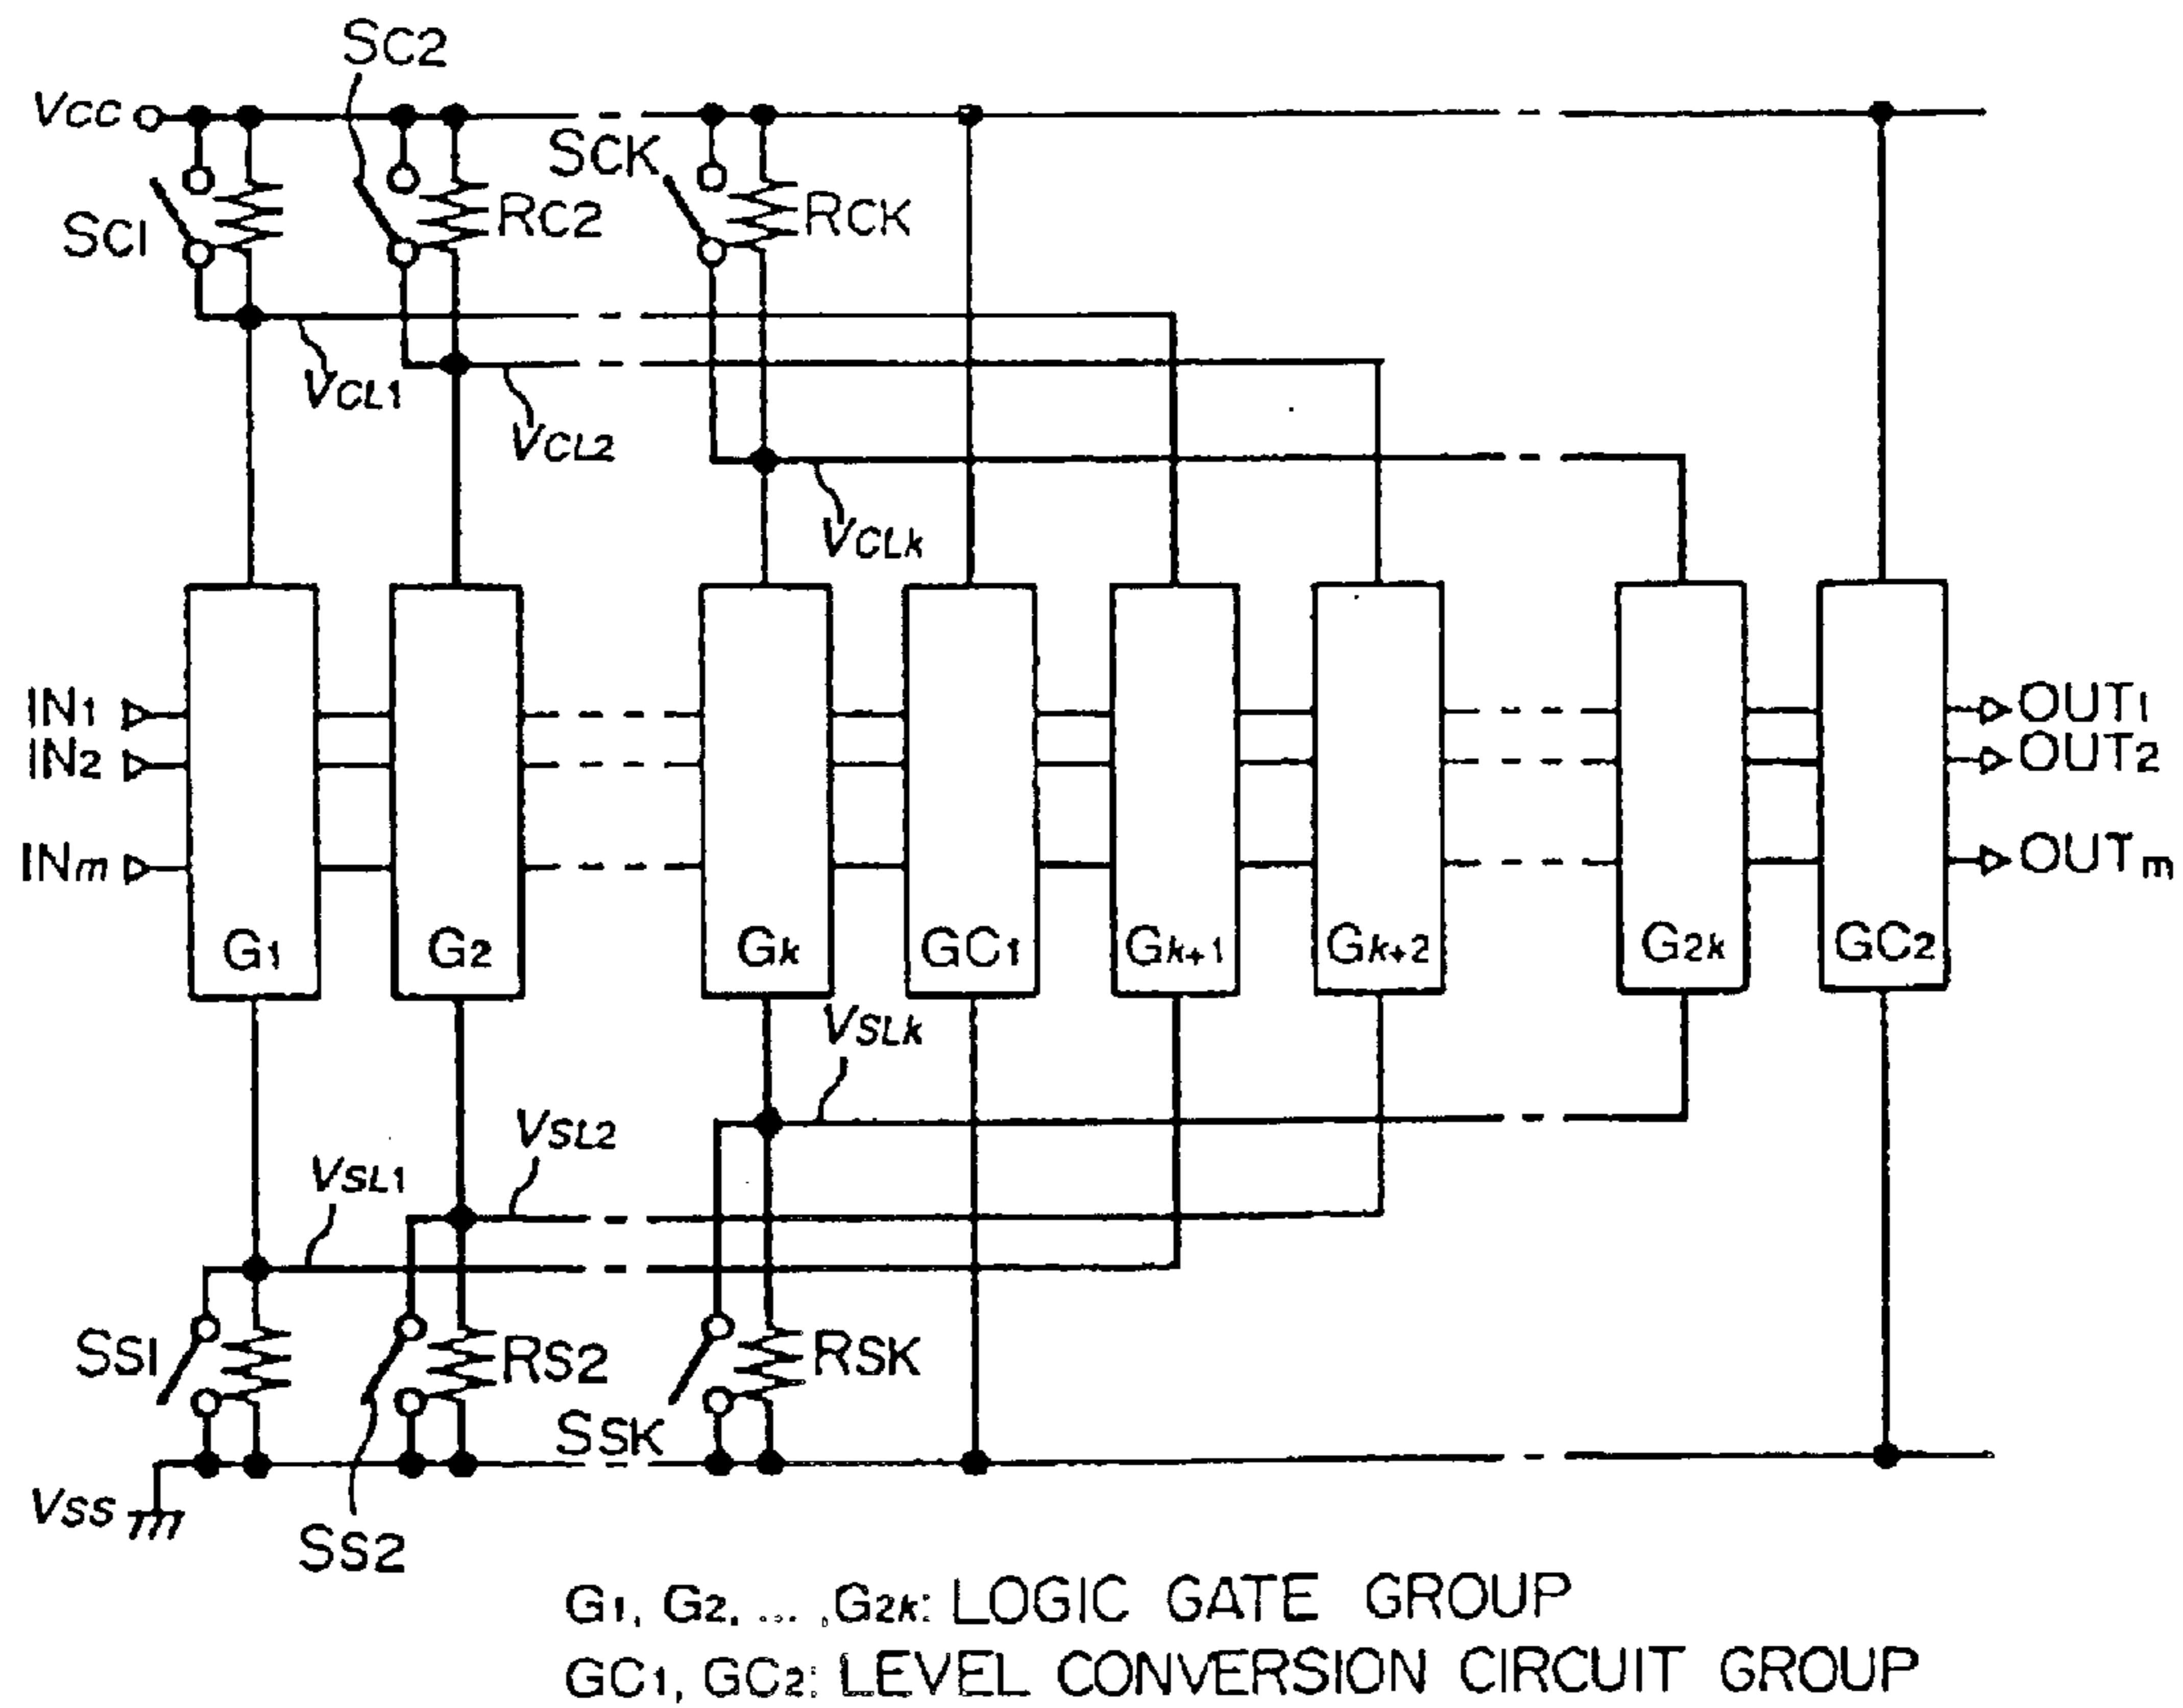 SC2
VCC
SCK
SC1
RC2
RCK
VCL1
VCL2
VCLk
IN1
OUT1
IN2
OUT2
INm
OUTm
G1
G2
Gk
GC1
Gk+1
Gk+2
G2k
GC2
VSLk
VSL2
VSL1
SS1
RS2
RSK
SSK
VSS
SS2
G1, G2, ... ,G2k: LOGIC GATE GROUP
GC1, GC2: LEVEL CONVERSION CIRCUIT GROUP